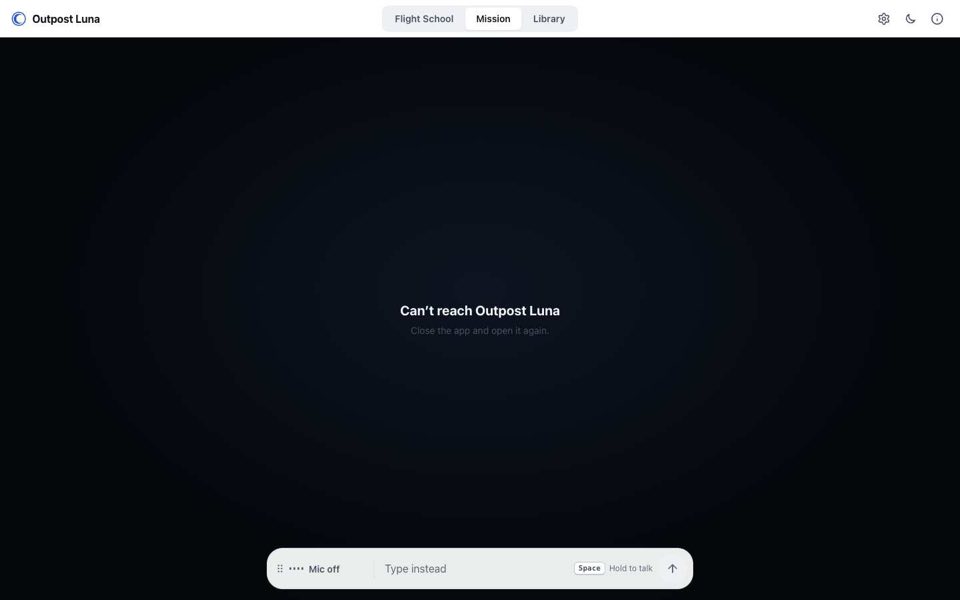 Outpost Luna
Flight School
Mission
Library
Can’t reach Outpost Luna
Close the app and open it again.
Mic off
Type instead
Space
Hold to talk